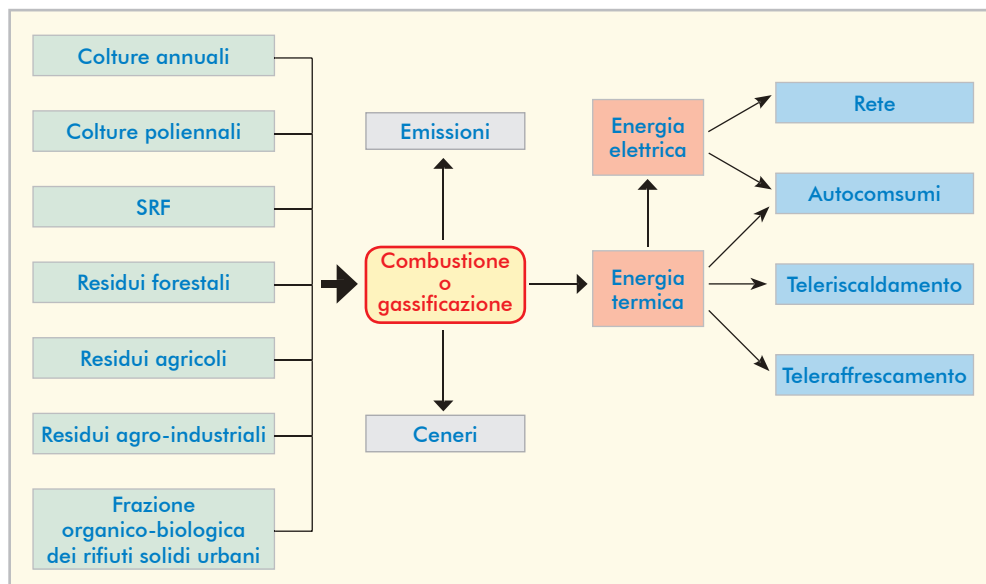 Colture annuali
Colture poliennali
SRF
Residui forestali
Residui agricoli
Residui agro-industriali
Frazione
organico-biologica
dei rifiuti solidi urbani
Emissioni
Combustione
o
gassificazione
Ceneri
Energia
elettrica
Energia
termica
Rete
Autocomsumi
Teleriscaldamento
Teleraffrescamento